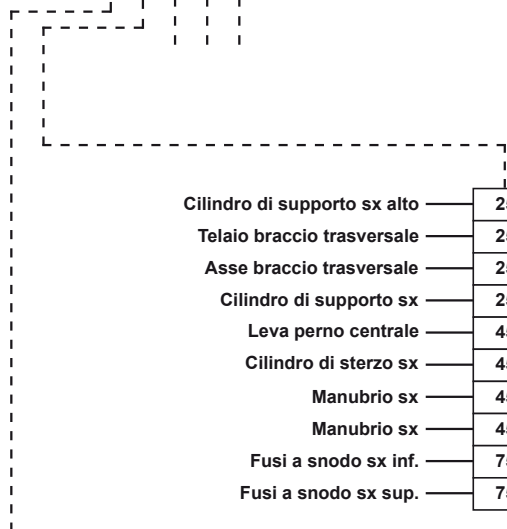 Cilindro di supporto sx alto
Telaio braccio trasversale
Asse braccio trasversale
Cilindro di supporto sx
Leva perno centrale
Cilindro di sterzo sx
Manubrio sx
Manubrio sx
Fusi a snodo sx inf.
Fusi a snodo sx sup.